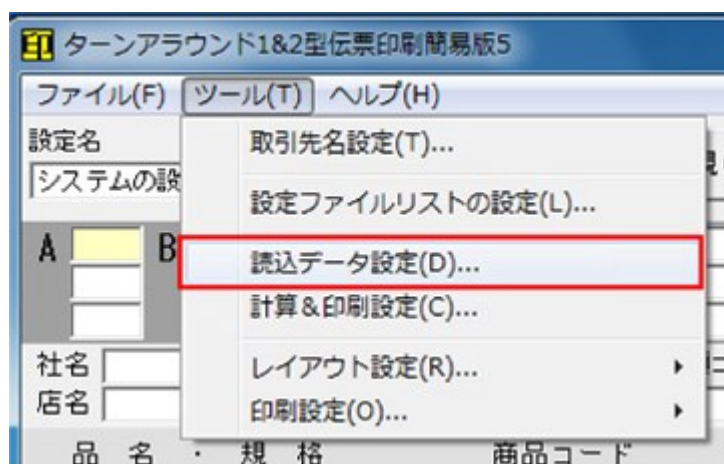 印 ターンアラウンド1&2型伝票印刷簡易版5
ファイル(F) ツール(T) ヘルプ(H)
設定名
システムの設
取引先名設定(T)...
設定ファイルリストの設定(L)...
A B
読込データ設定(D)...
計算&印刷設定(C)...
社名
レイアウト設定(R)...
店名
印刷設定(O)...
品 名 ・ 規 格 商品コード